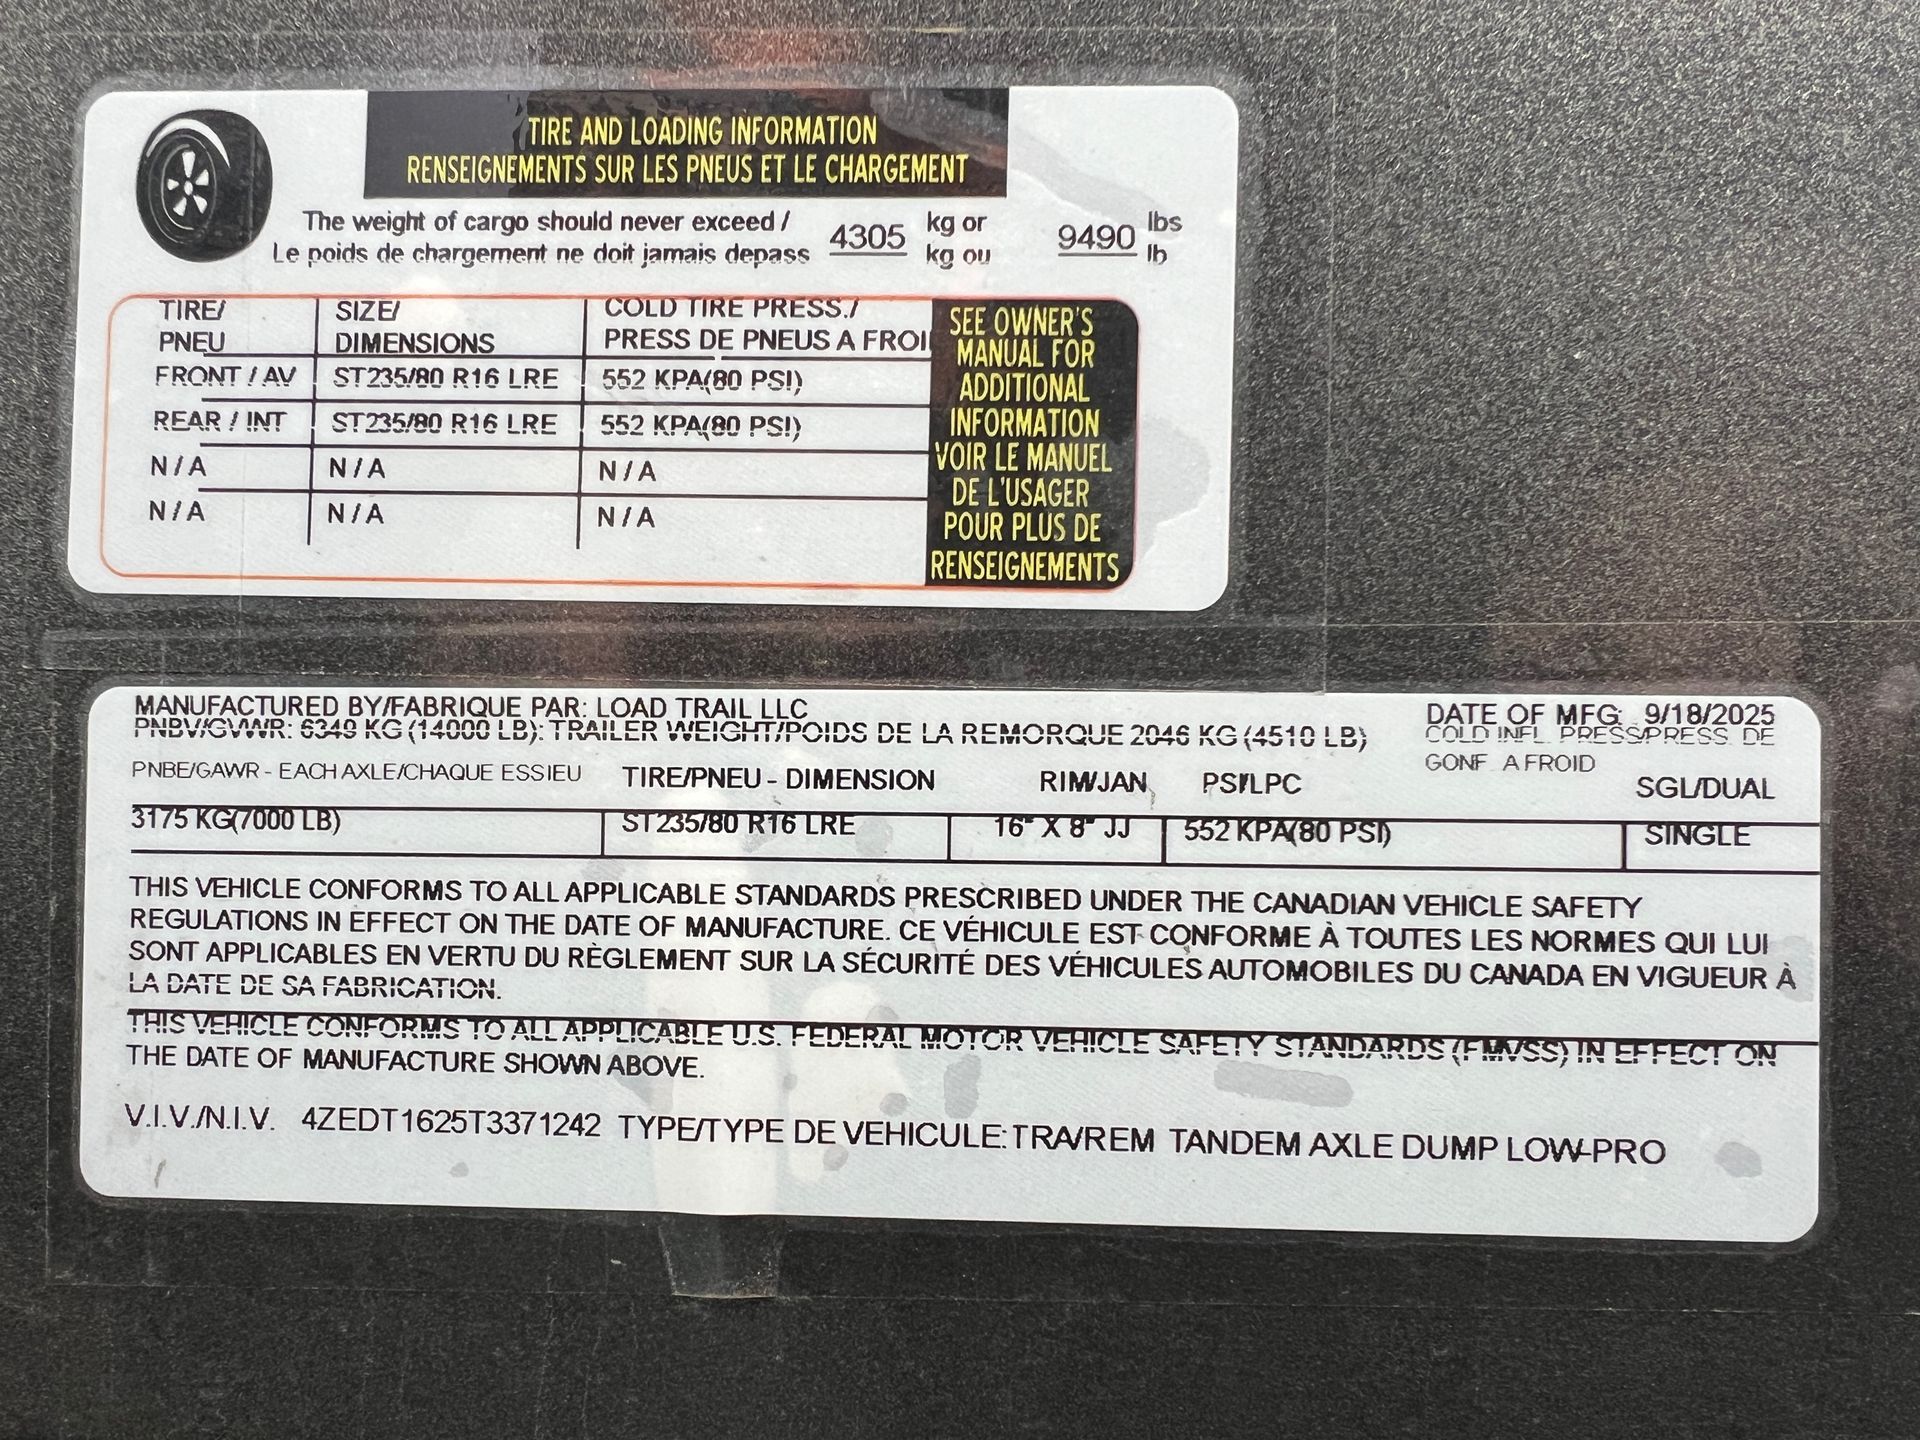 TIRE AND LOADING INFORMATION
RENSEIGNEMENTS SUR LES PNEUS ET LE CHARGEMENT
The weight of cargo should never exceed / 4305 kg or 9490 lbs
Le poids de chargement ne doit jamais depass kg ou lb
TIRE/ SIZE/ COLD TIRE PRESS./
PNEU DIMENSIONS PRESS DE PNEUS A FROI
FRONT / AV ST235/80 R16 LRE 552 KPA(80 PSI)
REAR / INT ST235/80 R16 LRE 552 KPA(80 PSI)
N / A N / A N / A
N / A N / A N / A
SEE OWNER'S
MANUAL FOR
ADDITIONAL
INFORMATION
VOIR LE MANUEL
DE L'USAGER
POUR PLUS DE
RENSEIGNEMENTS
MANUFACTURED BY/FABRIQUE PAR: LOAD TRAIL LLC DATE OF MFG: 9/18/2025
PNBV/GVWR: 6349 KG (14000 LB): TRAILER WEIGHT/POIDS DE LA REMORQUE 2046 KG (4510 LB) COLD INFL. PRESS/PRESS. DE
GONF. A FROID
PNBE/GAWR - EACH AXLE/CHAQUE ESSIEU TIRE/PNEU - DIMENSION RIM/JAN PSI/LPC SGL/DUAL
3175 KG(7000 LB) ST235/80 R16 LRE 16" X 8" JJ 552 KPA(80 PSI) SINGLE
THIS VEHICLE CONFORMS TO ALL APPLICABLE STANDARDS PRESCRIBED UNDER THE CANADIAN VEHICLE SAFETY
REGULATIONS IN EFFECT ON THE DATE OF MANUFACTURE. CE VÉHICULE EST CONFORME À TOUTES LES NORMES QUI LUI
SONT APPLICABLES EN VERTU DU RÈGLEMENT SUR LA SÉCURITÉ DES VÉHICULES AUTOMOBILES DU CANADA EN VIGUEUR À
LA DATE DE SA FABRICATION.
THIS VEHICLE CONFORMS TO ALL APPLICABLE U.S. FEDERAL MOTOR VEHICLE SAFETY STANDARDS (FMVSS) IN EFFECT ON
THE DATE OF MANUFACTURE SHOWN ABOVE.
V.I.V./N.I.V. 4ZEDT1625T3371242 TYPE/TYPE DE VEHICULE: TRA/REM TANDEM AXLE DUMP LOW-PRO